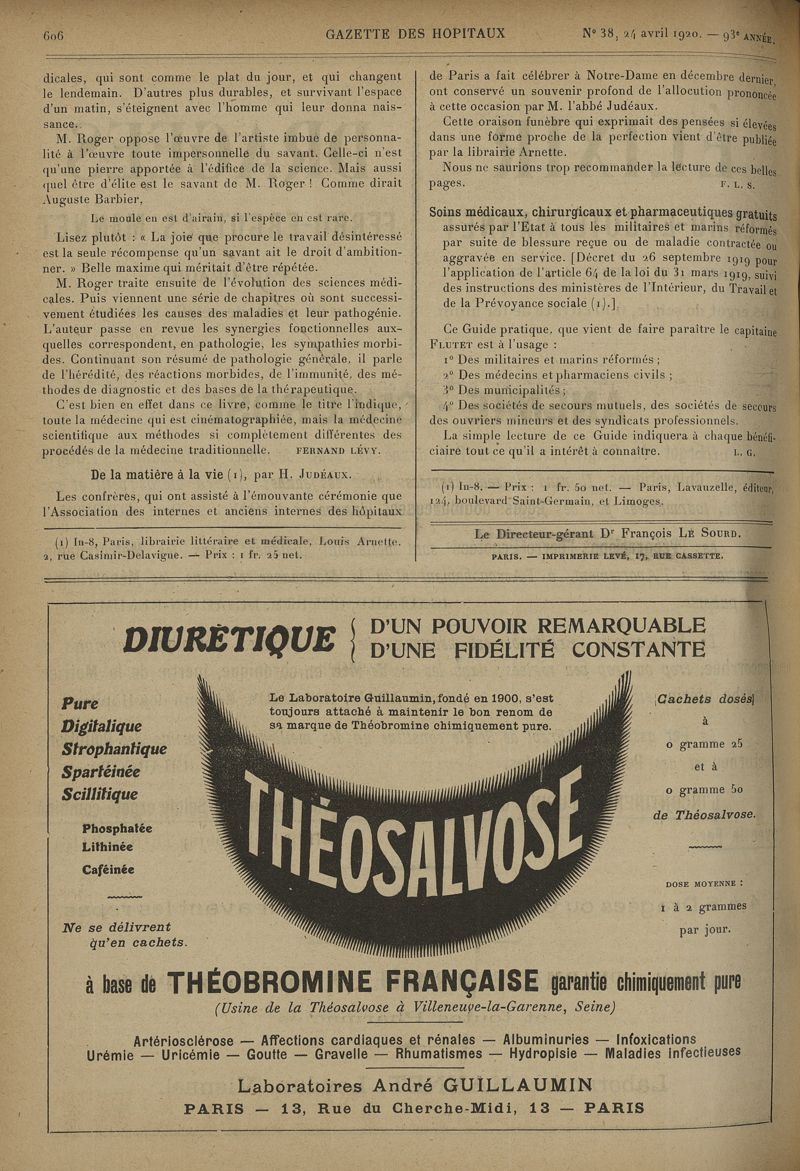 606
GAZETTE DES HOPITAUX
N° 38, 24 avril 1920. — 93e ANNÉE.
dicales, qui sont comme le plat du jour, et qui changent
le lendemain. D'autres plus durables, et survivant l'espace
d'un matin, s'éteignent avec l'homme qui leur donna nais-
sance.
M. Roger oppose l'œuvre de l'artiste imbue de personna-
lité à l'œuvre toute impersonnelle du savant. Celle-ci n'est
qu'une pierre apportée à l'édifice de la science. Mais aussi
quel être d'élite est le savant de M. Roger ! Comme dirait
Auguste Barbier,
Le moule en est d'airain, si l'espèce en est rare.
Lisez plutôt : « La joie que procure le travail désintéressé
est la seule récompense qu'un savant ait le droit d'ambition-
ner. » Belle maxime qui méritait d'être répétée.
M. Roger traite ensuite de l'évolution des sciences médi-
cales. Puis viennent une série de chapitres où sont successi-
vement étudiées les causes des maladies et leur pathogénie.
L'auteur passe en revue les synergies fonctionnelles aux-
quelles correspondent, en pathologie, les sympathies morbi-
des. Continuant son résumé de pathologie générale, il parle
de l'hérédité, des réactions morbides, de l'immunité, des mé-
thodes de diagnostic et des bases de la thérapeutique.
C'est bien en effet dans ce livre, comme le titre l'indique,
toute la médecine qui est cinématographiée, mais la médecine
scientifique aux méthodes si complètement différentes des
procédés de la médecine traditionnelle. FERNAND LÉVY.
De la matière à la vie (1), par H. JUDÉAUX.
Les confrères, qui ont assisté à l'émouvante cérémonie que
l'Association des internes et anciens internes des hôpitaux
(1) In-8, Paris, librairie littéraire et médicale, Louis Arnette.
2, rue Casimir-Delavigne. — Prix : 1 fr. 25 net.
de Paris a fait célébrer à Notre-Dame en décembre dernier,
ont conservé un souvenir profond de l'allocution prononcée
à cette occasion par M. l'abbé Judéaux.
Cette oraison funèbre qui exprimait des pensées si élevées
dans une forme proche de la perfection vient d'être publiée
par la librairie Arnette.
Nous ne saurions trop recommander la lecture de ces belles
pages. F. L. S.
Soins médicaux, chirurgicaux et pharmaceutiques gratuits
assurés par l'Etat à tous les militaires et marins réformés
par suite de blessure reçue ou de maladie contractée ou
aggravée en service. [Décret du 26 septembre 1919 pour
l'application de l'article 64 de la loi du 31 mars 1919, suivi
des instructions des ministères de l'Intérieur, du Travail et
de la Prévoyance sociale (1).]
Ce Guide pratique, que vient de faire paraître le capitaine
FLUTET est à l'usage :
1° Des militaires et marins réformés ;
2° Des médecins et pharmaciens civils ;
3° Des municipalités ;
4° Des sociétés de secours mutuels, des sociétés de secours
des ouvriers mineurs et des syndicats professionnels.
La simple lecture de ce Guide indiquera à chaque bénéfi-
ciaire tout ce qu'il a intérêt à connaître. L. G.
(1) In-8. — Prix : 1 fr. 50 net. — Paris, Lavauzelle, éditeur,
124, boulevard Saint-Germain, et Limoges.
Le Directeur-gérant Dr François LE SOURD.
PARIS. — IMPRIMERIE LEVÉ, 17, RUE CASSETTE.
DIURÉTIQUE
D'UN POUVOIR REMARQUABLE
D'UNE FIDÉLITÉ CONSTANTE
Pure
Digitalique
Strophantique
Spartéinée
Scillitique
Phosphatée
Lithinée
Caféinée
Ne se délivrent
qu'en cachets.
Le Laboratoire Guillaumin, fondé en 1900, s'est
toujours attaché à maintenir le bon renom de
sa marque de Théobromine chimiquement pure.
THÉOSALVOSE
Cachets dosés
à
0 gramme 25
et à
0 gramme 50
de Théosalvose.
DOSE MOYENNE :
1 à 2 grammes
par jour.
à base de THÉOBROMINE FRANÇAISE garantie chimiquement pure
(Usine de la Théosalvose à Villeneuve-la-Garenne, Seine)
Artériosclérose — Affections cardiaques et rénales — Albuminuries — Infoxications
Urémie — Uricémie — Goutte — Gravelle — Rhumatismes — Hydropisie — Maladies infectieuses
Laboratoires André GUILLAUMIN
PARIS — 13, Rue du Cherche-Midi, 13 — PARIS